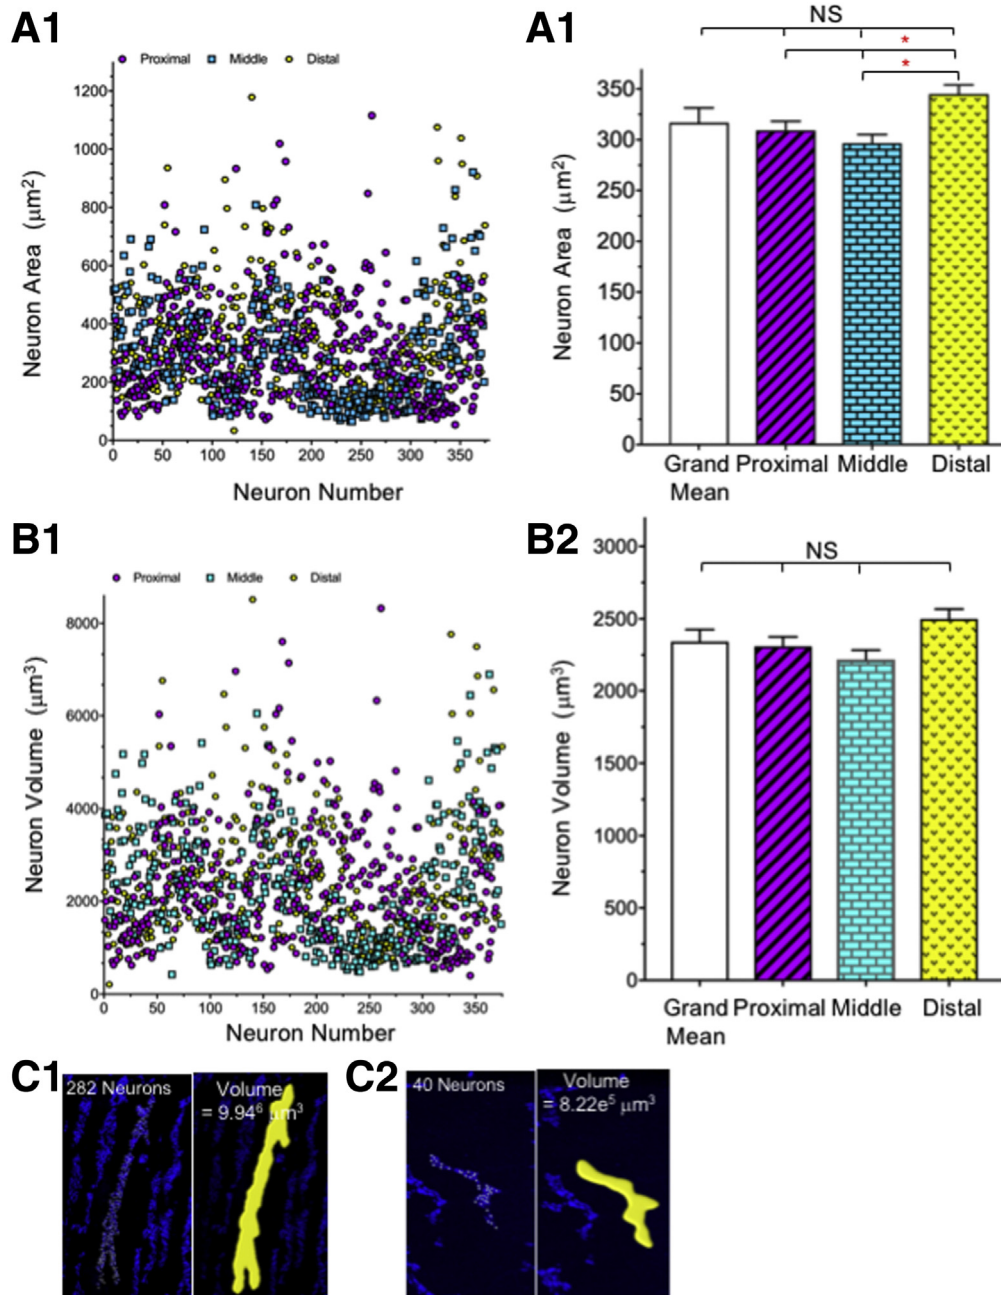 A1
Proximal Middle Distal
1200
1000
800
600
400
200
0
0 50 100 150 200 250 300 350
Neuron Area (μm2)
Neuron Number
A1
NS
*
*
350
300
250
200
150
100
50
0
Neuron Area (μm2)
Grand Proximal Middle Distal
Mean
B1
Proximal Middle Distal
8000
6000
4000
2000
0
0 50 100 150 200 250 300 350
Neuron Volume (μm3)
Neuron Number
B2
NS
3000
2500
2000
1500
1000
500
0
Neuron Volume (μm3)
Grand Proximal Middle Distal
Mean
C1
282 Neurons
Volume
= 9.946 μm3
C2
40 Neurons
Volume
= 8.22e5 μm3